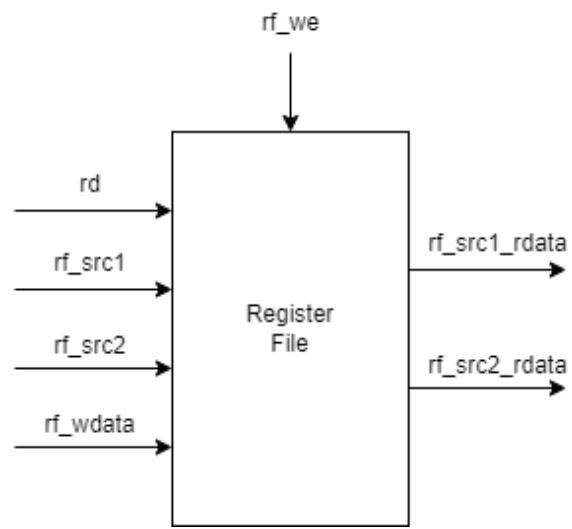 rf_we
rd
rf_src1
rf_src2
rf_wdata
Register
File
rf_src1_rdata
rf_src2_rdata